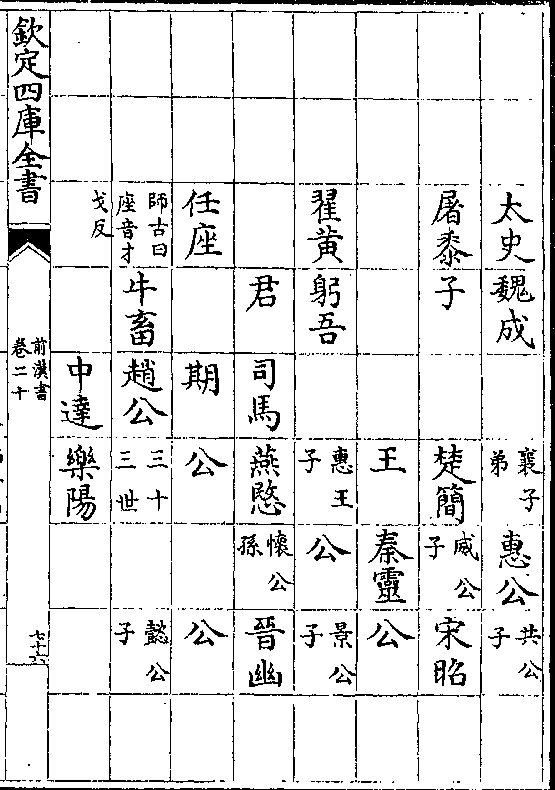 太史 魏成 襄子弟 惠公 共公子
屠黍 子 楚簡 威公子 宋昭
王 秦靈 公
翟黄 躬吾 惠王子 公 景公子
君 司馬 燕愍 懷公孫 晉幽
任座 期 公 公
師古曰座音才 牛畜 趙公 三十三世 懿公子
戈反 中達 樂陽
欽定四庫全書
前漢書
卷二十
七十六